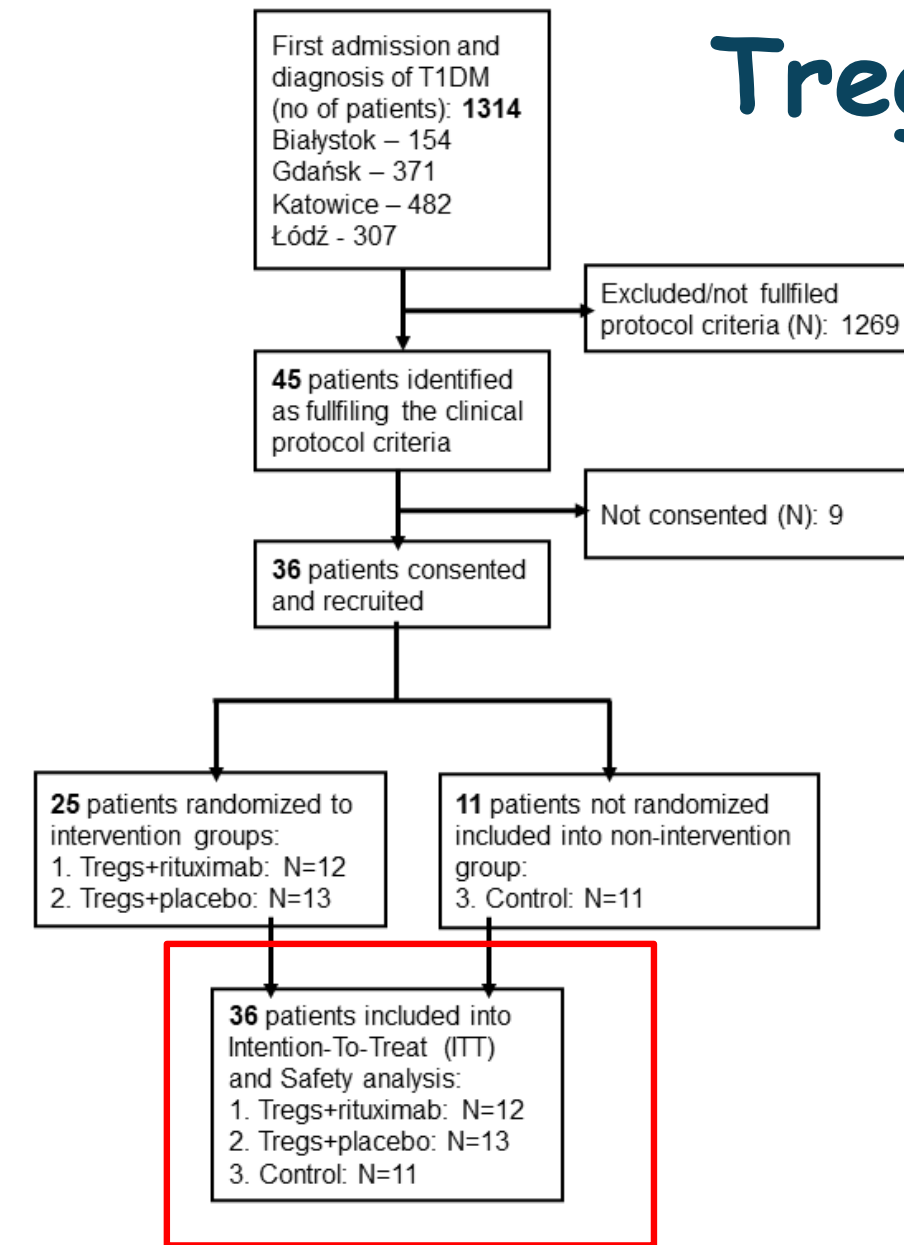 Treg
First admission and
diagnosis of T1DM
(no of patients): 1314
Białystok – 154
Gdańsk – 371
Katowice – 482
Łódź - 307
Excluded/not fullfiled
protocol criteria (N): 1269
45 patients identified
as fullfiling the clinical
protocol criteria
Not consented (N): 9
36 patients consented
and recruited
25 patients randomized to
intervention groups:
1. Tregs+rituximab: N=12
2. Tregs+placebo: N=13
11 patients not randomized
included into non-intervention
group:
3. Control: N=11
36 patients included into
Intention-To-Treat (ITT)
and Safety analysis:
1. Tregs+rituximab: N=12
2. Tregs+placebo: N=13
3. Control: N=11